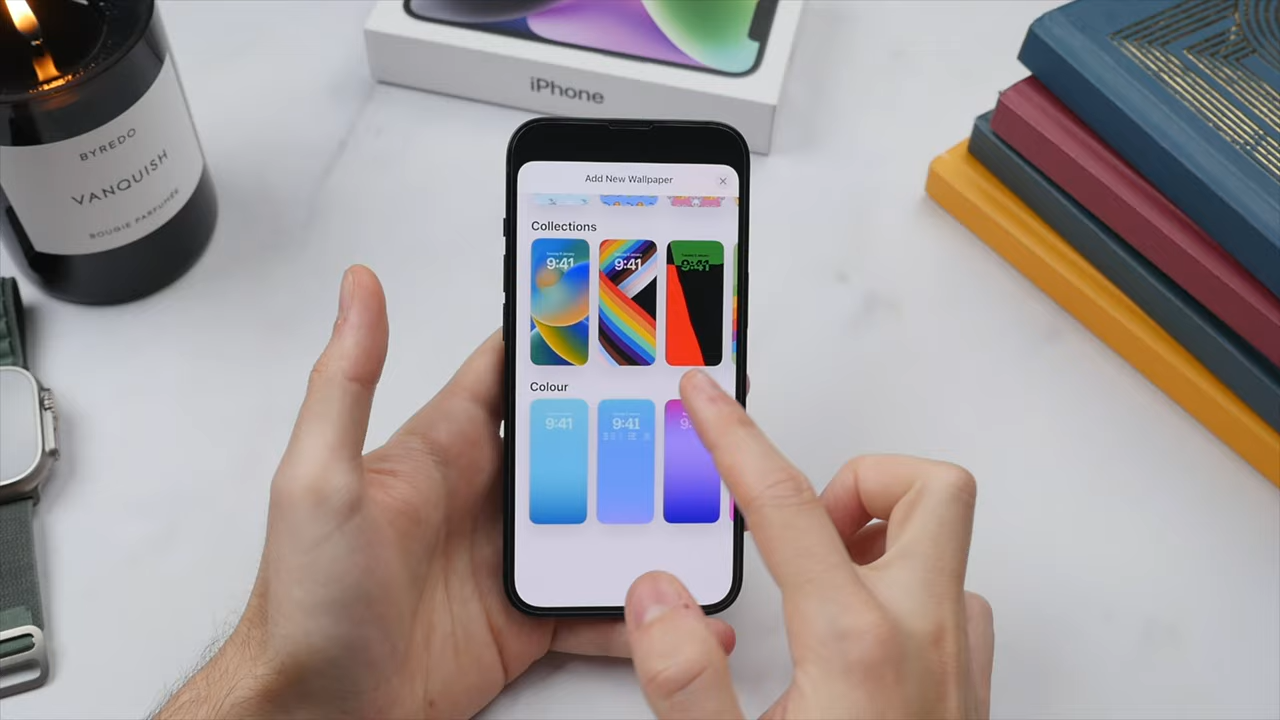 BYREDO
VANQUISH
BOUGIE PARFUMÉE
iPhone
Add New Wallpaper
Collections
9:41
9:41
9:41
Colour
9:41
9:41
9: